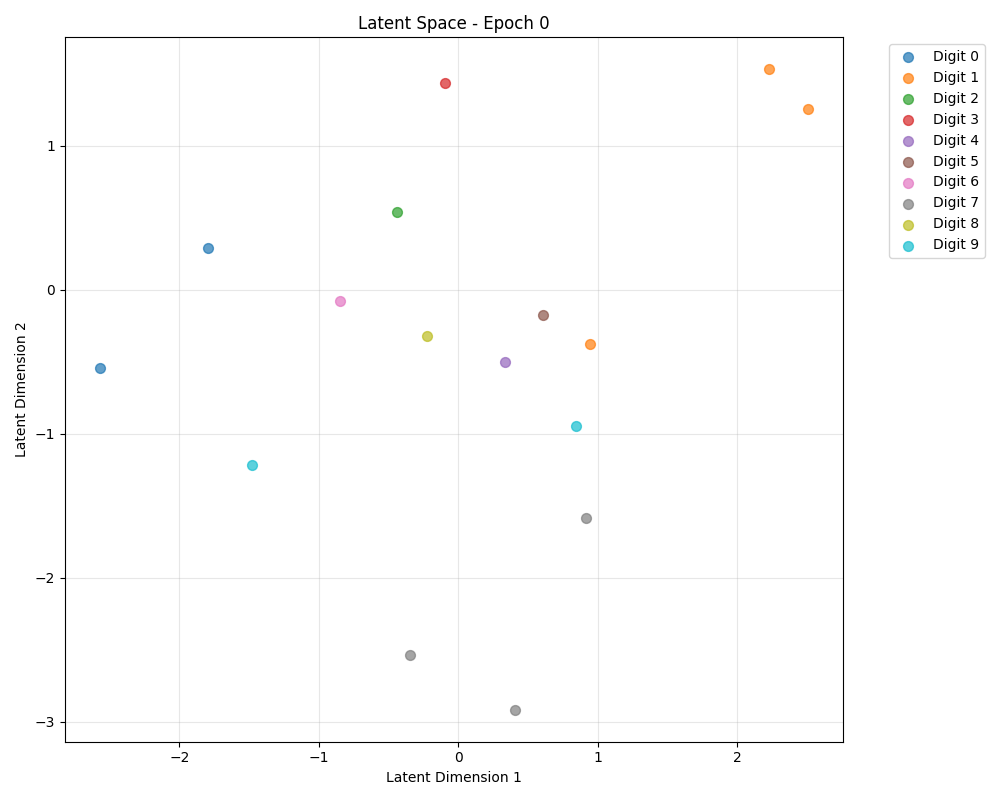 Latent Space - Epoch 0
Digit 0
Digit 1
Digit 2
Digit 3
Digit 4
Digit 5
Digit 6
Digit 7
Digit 8
Digit 9
Latent Dimension 2
1
0
−1
−2
−3
−2
−1
0
1
2
Latent Dimension 1